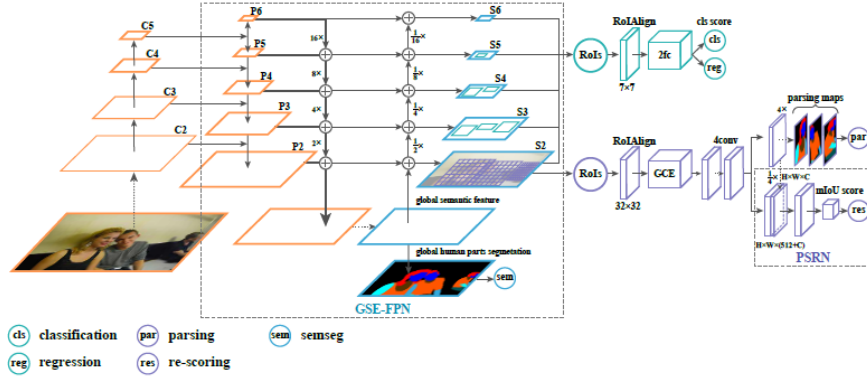 P6
S6
C5
16×
1/16×
RoIAlign
cls score
cls
P5
S5
RoIs
2fc
C4
8×
1/8×
reg
P4
S4
7×7
C3
4×
1/4×
parsing maps
P3
S3
4×
C2
2×
1/2×
RoIAlign
4conv
par
P2
S2
RoIs
GCE
1/4×
H×W×C
mIoU score
global semantic feature
32×32
res
H×W×(512+C)
PSRN
global human parts segmetation
sem
GSE-FPN
cls classification
par parsing
sem semseg
reg regression
res re-scoring